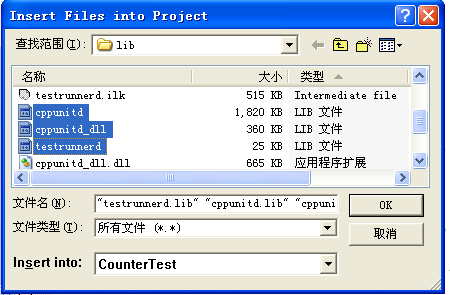 Insert Files into Project
查找范围(I): lib
名称 大小 类型
testrunnerd.ilk 515 KB Intermediate file
cppunitd 1,820 KB LIB 文件
cppunitd_dll 360 KB LIB 文件
testrunnerd 25 KB LIB 文件
cppunitd_dll.dll 665 KB 应用程序扩展
文件名(N): "testrunnerd.lib" "cppunitd.lib" "cppuni OK
文件类型(T): 所有文件 (*.*) 取消
Insert into: CounterTest